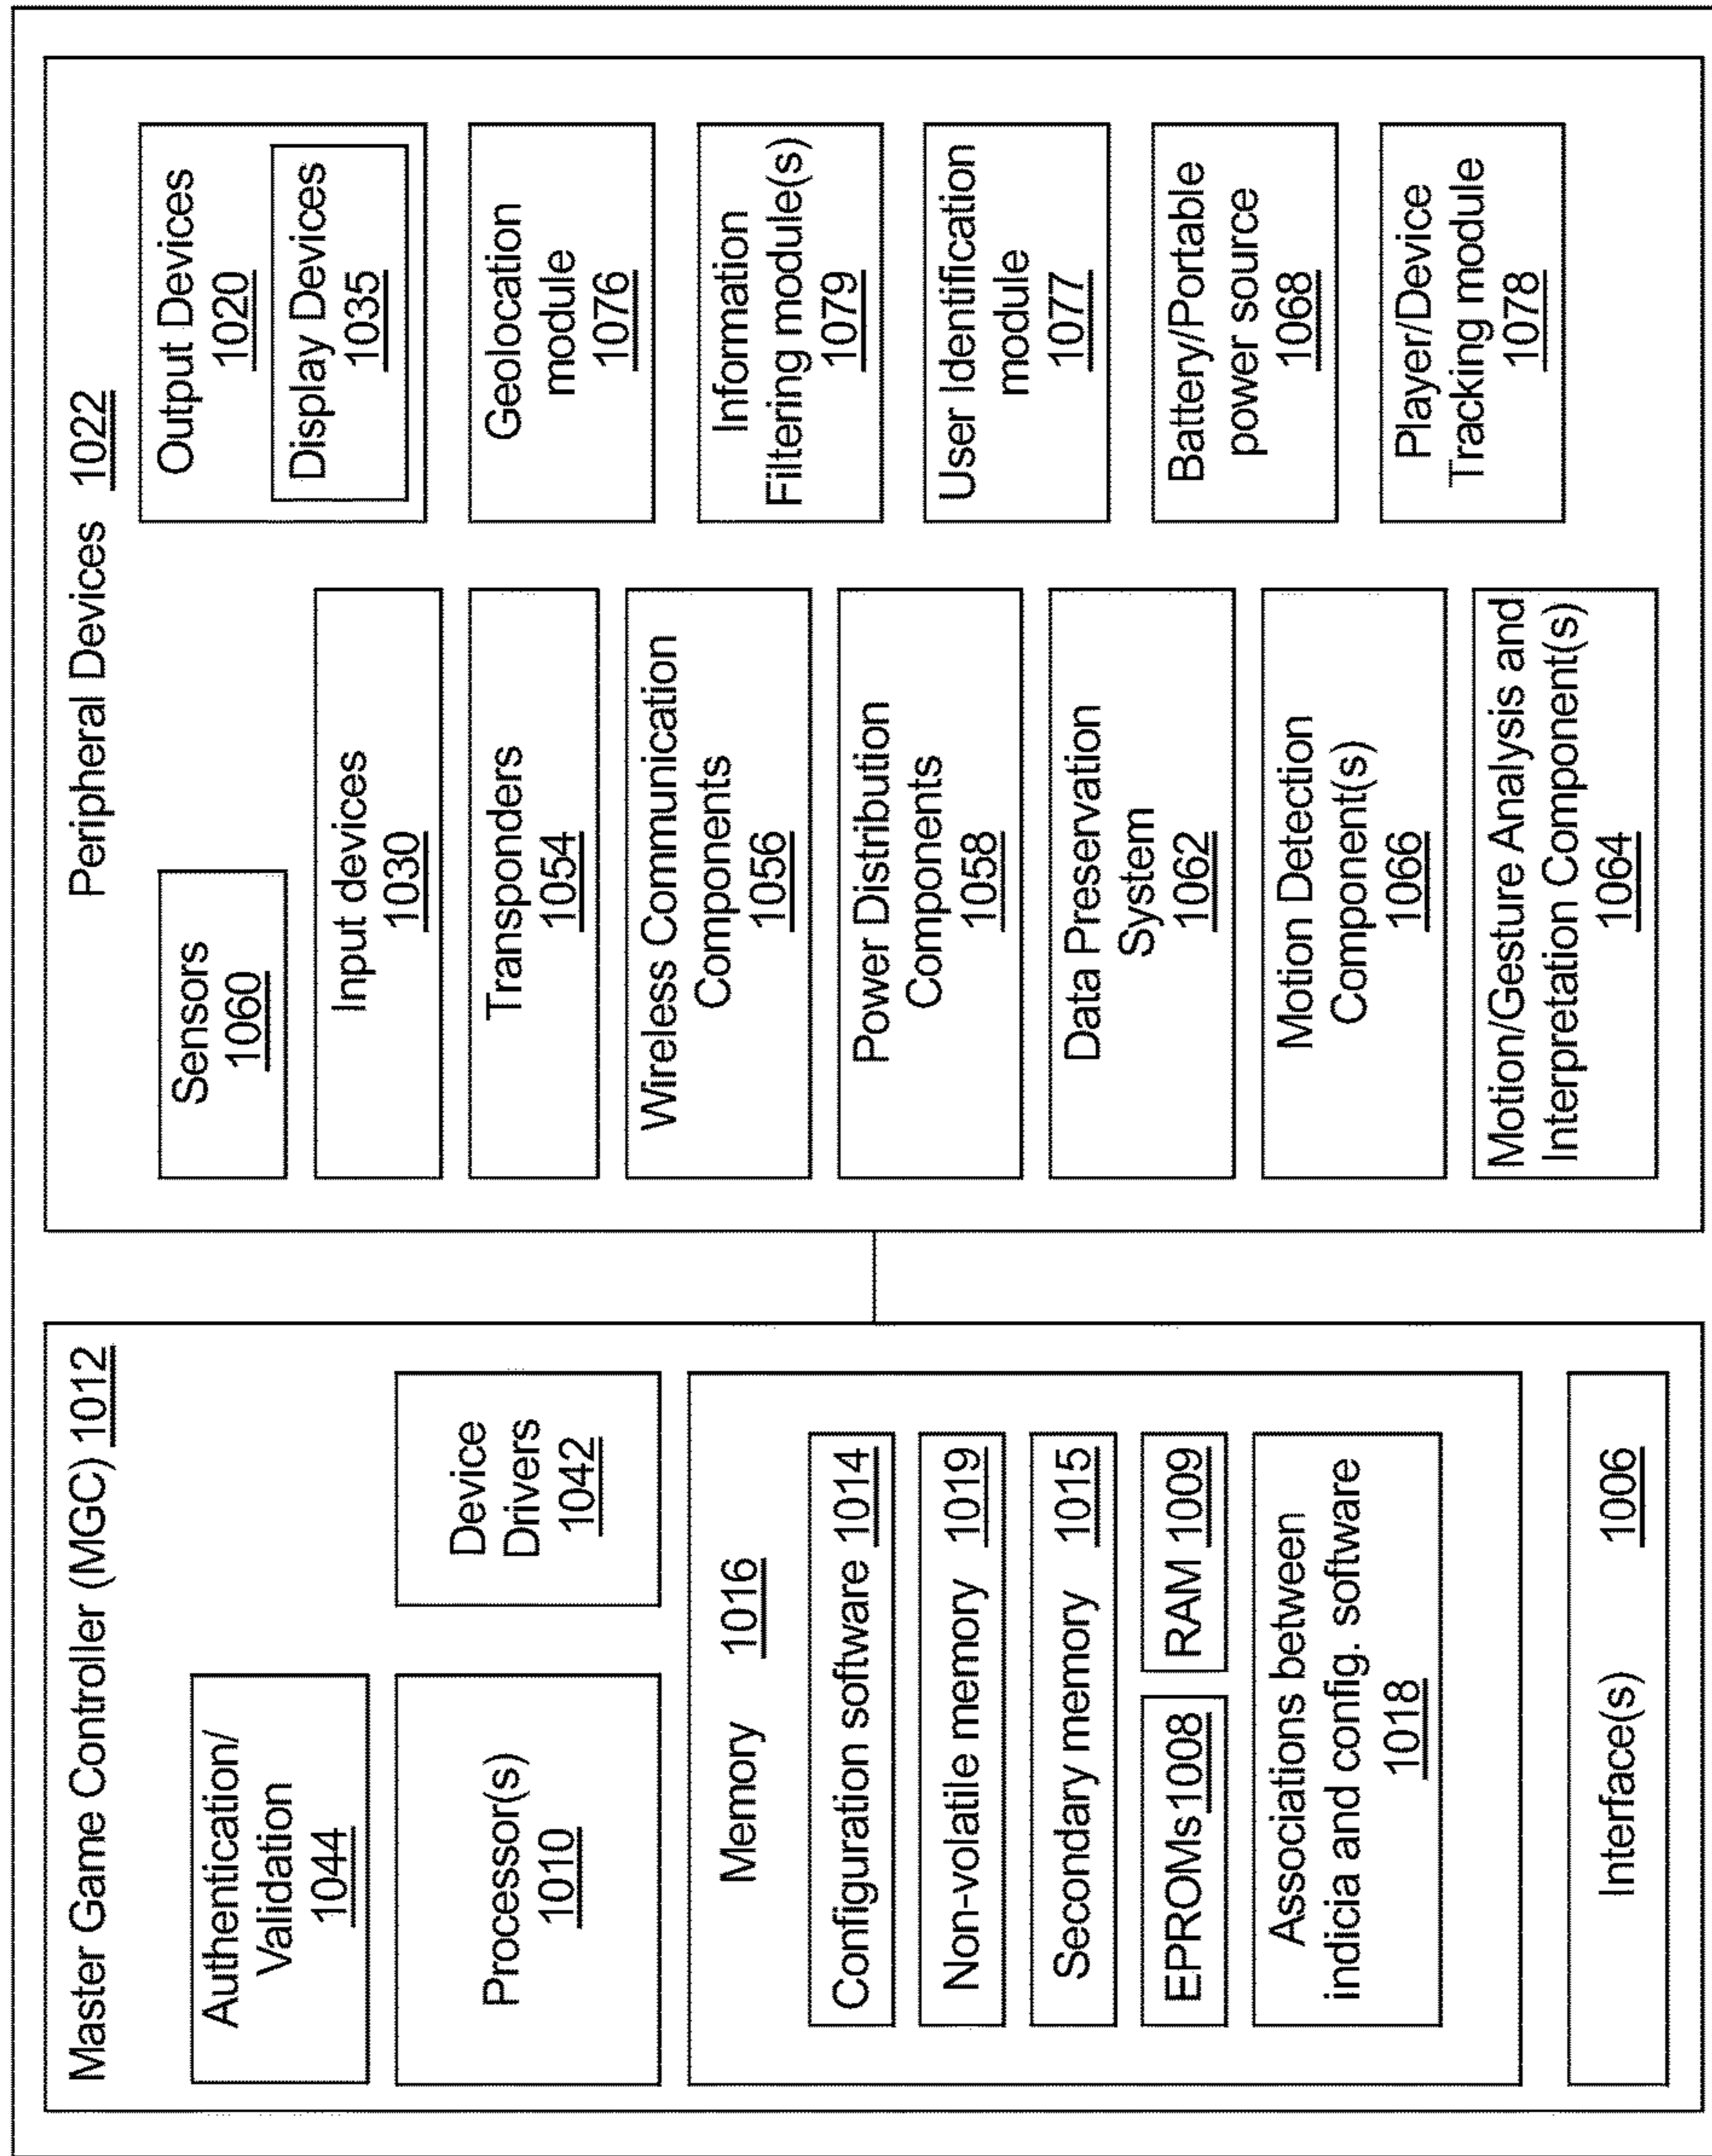 Master Game Controller (MGC) 1012
Authentication/
Validation
1044
Processor(s)
1010
Device
Drivers
1042
Memory 1016
Configuration software 1014
Non-volatile memory 1019
Secondary memory 1015
EPROMs 1008
RAM 1009
Associations between
indicia and config. software
1018
Interface(s) 1006
Peripheral Devices 1022
Sensors
1060
Input devices
1030
Transponders
1054
Wireless Communication
Components
1056
Power Distribution
Components
1058
Data Preservation
System
1062
Motion Detection
Component(s)
1066
Motion/Gesture Analysis and
Interpretation Component(s)
1064
Output Devices
1020
Display Devices
1035
Geolocation
module
1076
Information
Filtering module(s)
1079
User Identification
module
1077
Battery/Portable
power source
1068
Player/Device
Tracking module
1078